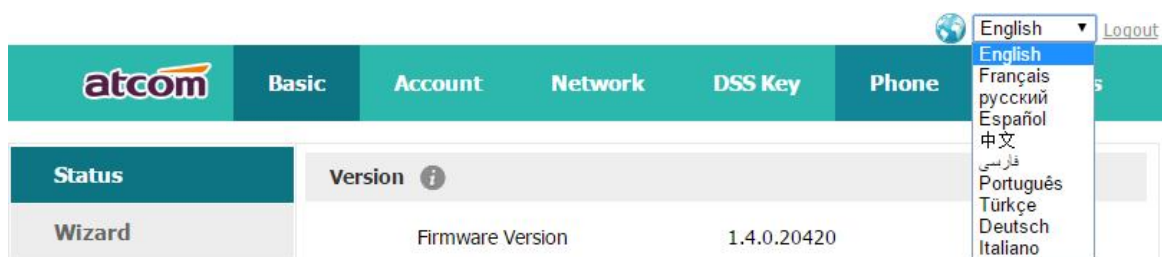 English Logout
English
Français
русский
Español
中文
فارسی
Português
Türkçe
Deutsch
Italiano
atcom Basic Account Network DSS Key Phone s
Status
Version
Wizard
Firmware Version 1.4.0.20420